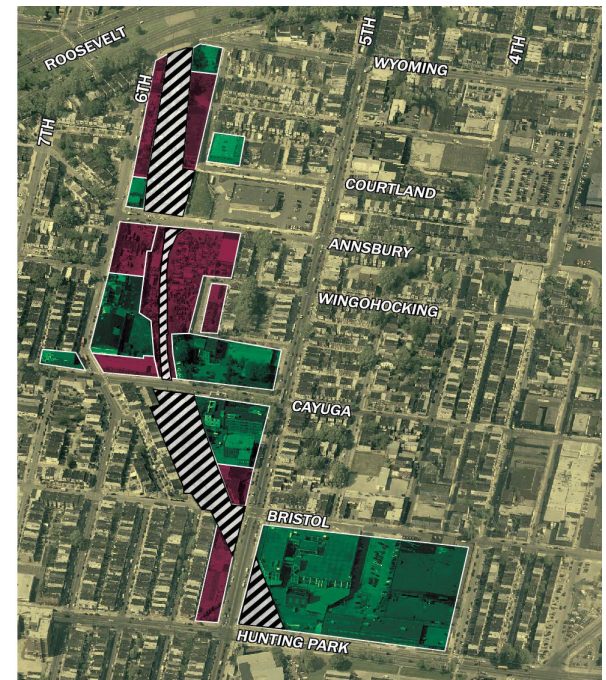 ROOSEVELT
5TH
4TH
WYOMING
6TH
7TH
COURTLAND
ANNSBURY
WINGOHOCKING
CAYUGA
BRISTOL
HUNTING PARK